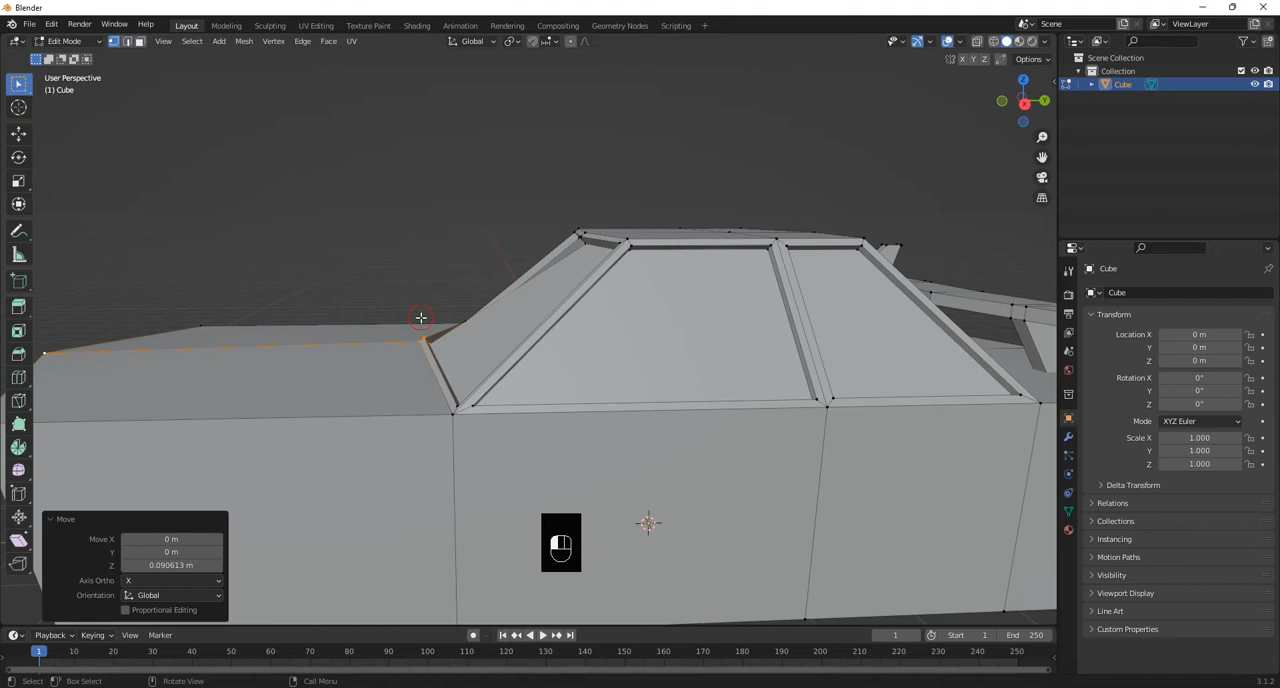 Blender
File Edit Render Window Help Layout Modeling Sculpting UV Editing Texture Paint Shading Animation Rendering Compositing Geometry Nodes Scripting + Scene ViewLayer
Edit Mode View Select Add Mesh Vertex Edge Face UV Global
X Y Z Options
User Perspective
(1) Cube
Scene Collection
Collection
Cube
Z
Y
X
Cube
Cube
Transform
Location X 0 m
Y 0 m
Z 0 m
Rotation X 0°
Y 0°
Z 0°
Mode XYZ Euler
Scale X 1.000
Y 1.000
Z 1.000
Delta Transform
Relations
Collections
Instancing
Motion Paths
Visibility
Viewport Display
Line Art
Custom Properties
Move
Move X 0 m
Y 0 m
Z 0.090613 m
Axis Ortho X
Orientation Global
Proportional Editing
Playback Keying View Marker 1 Start 1 End 250
1 10 20 30 40 50 60 70 80 90 100 110 120 130 140 150 160 170 180 190 200 210 220 230 240 250
Select Box Select Rotate View Call Menu 3.1.2